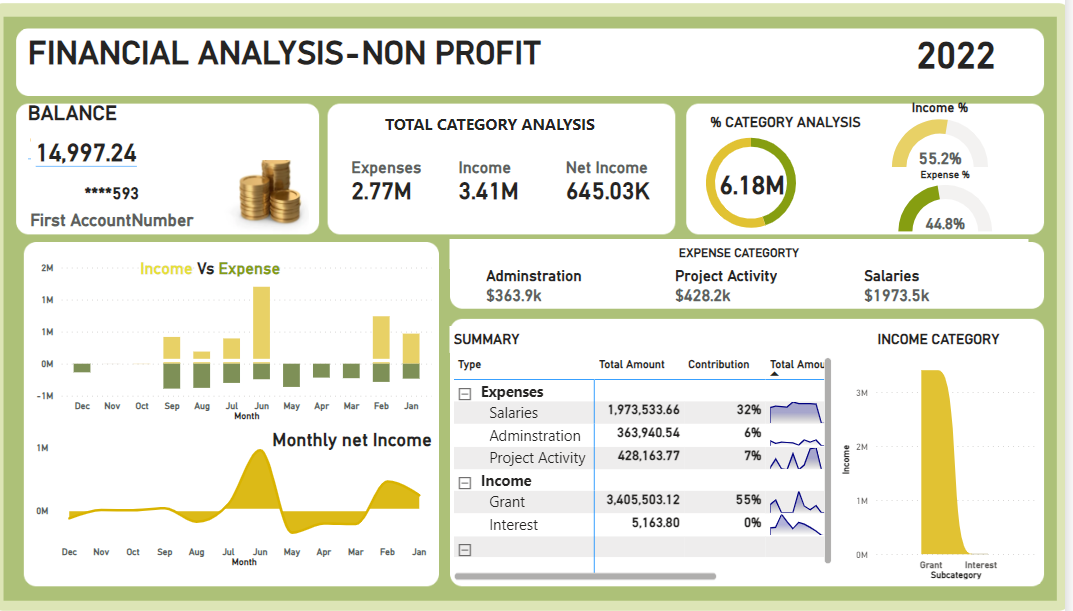 FINANCIAL ANALYSIS-NON PROFIT
2022
BALANCE
14,997.24
****593
First AccountNumber
TOTAL CATEGORY ANALYSIS
Expenses Income Net Income
2.77M 3.41M 645.03K
% CATEGORY ANALYSIS
6.18M
Income %
55.2%
Expense %
44.8%
Income Vs Expense
2M
1M
1M
0M
-1M
Dec Nov Oct Sep Aug Jul Jun May Apr Mar Feb Jan
Month
Monthly net Income
1M
0M
Dec Nov Oct Sep Aug Jul Jun May Apr Mar Feb Jan
Month
EXPENSE CATEGORTY
Adminstration Project Activity Salaries
$363.9k $428.2k $1973.5k
SUMMARY
Type Total Amount Contribution Total Amou
Expenses
Salaries 1,973,533.66 32%
Adminstration 363,940.54 6%
Project Activity 428,163.77 7%
Income
Grant 3,405,503.12 55%
Interest 5,163.80 0%
INCOME CATEGORY
3M
2M
1M
0M
Income
Grant Interest
Subcategory